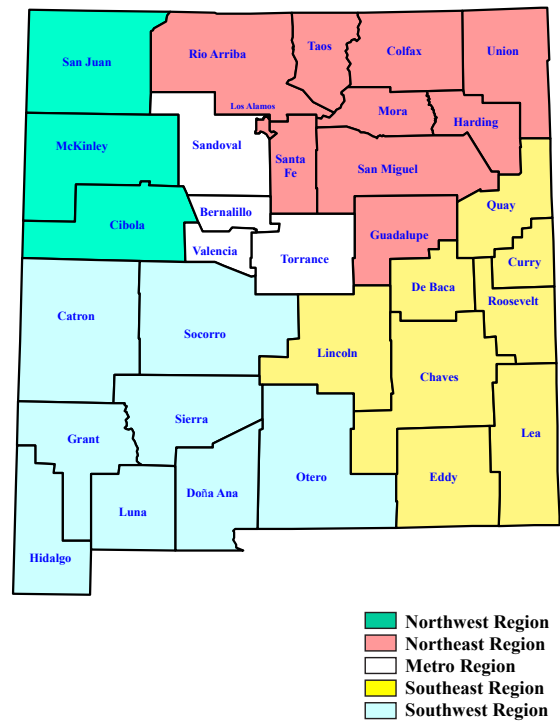 San Juan
Rio Arriba
Taos
Colfax
Union
Los Alamos
Mora
Harding
McKinley
Sandoval
Santa
Fe
San Miguel
Quay
Bernalillo
Cibola
Guadalupe
Valencia
Torrance
Curry
De Baca
Roosevelt
Catron
Socorro
Lincoln
Chaves
Sierra
Grant
Lea
Otero
Eddy
Doña Ana
Luna
Hidalgo
Northwest Region
Northeast Region
Metro Region
Southeast Region
Southwest Region